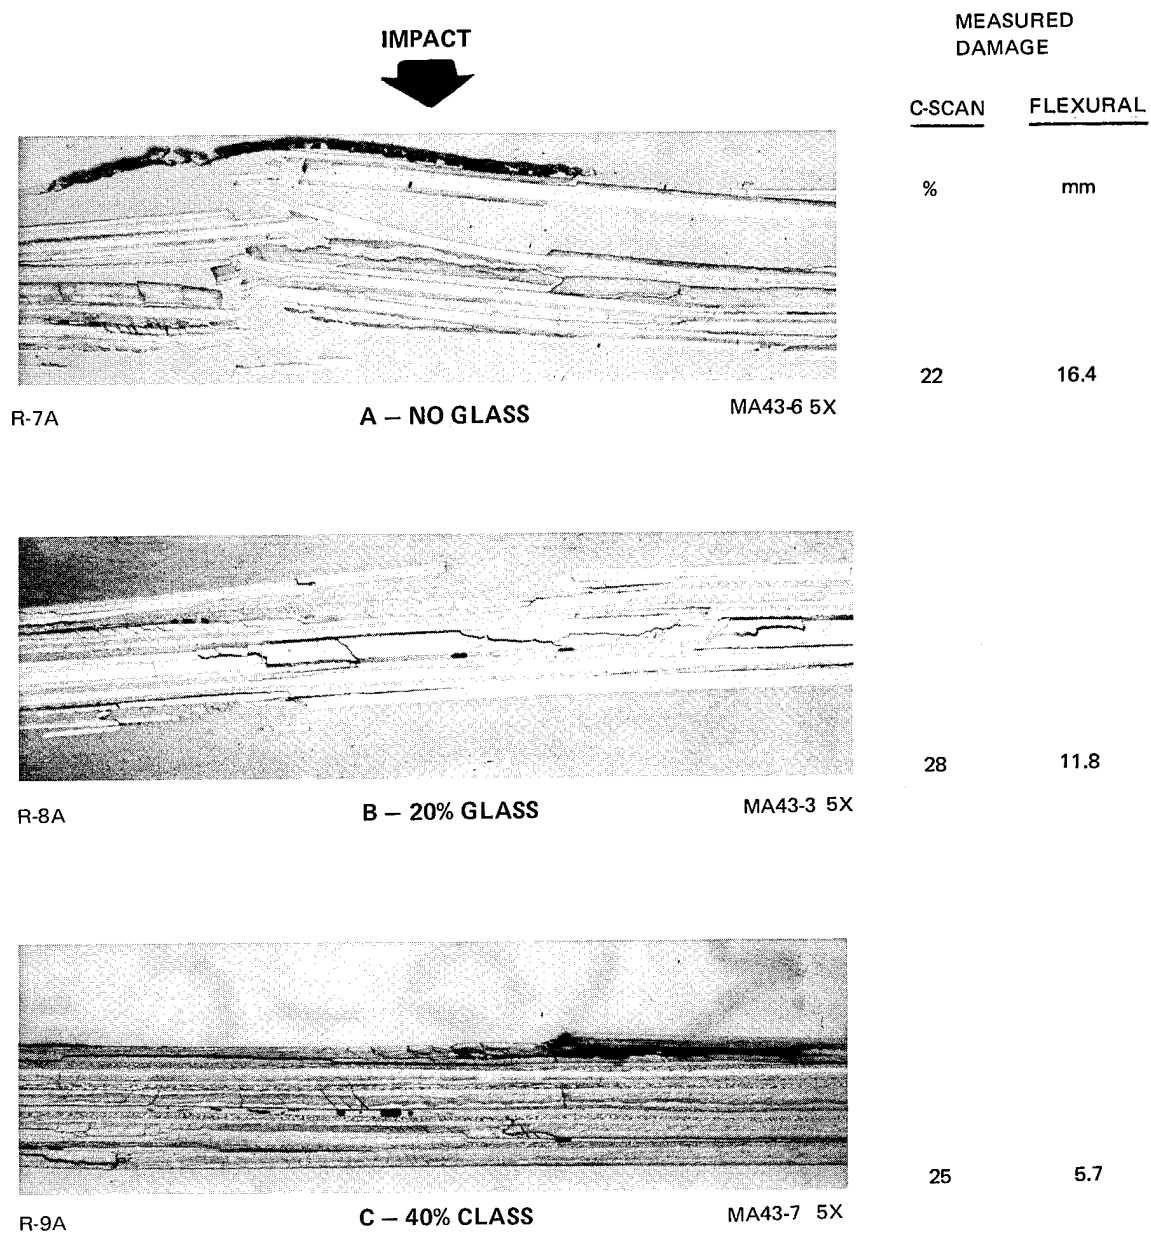 IMPACT
MEASURED
DAMAGE
C-SCAN FLEXURAL
% mm
22 16.4
R-7A A — NO GLASS MA43-6 5X
28 11.8
R-8A B — 20% GLASS MA43-3 5X
25 5.7
R-9A C — 40% CLASS MA43-7 5X